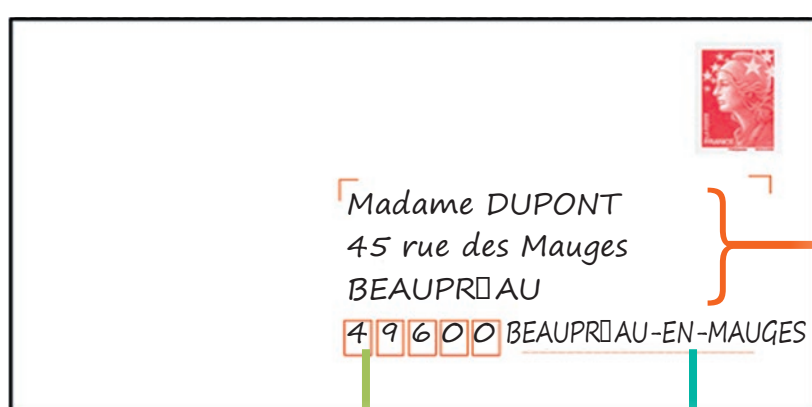 Madame DUPONT
45 rue des Mauges
BEAUPR▯AU
49600 BEAUPR▯AU-EN-MAUGES